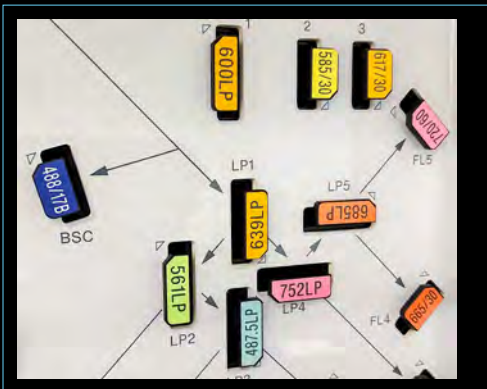 1
2
3
600LP
585/30
617/30
720/60
FL5
488/17B
BSC
LP1
LP5
639LP
685LP
561LP
752LP
LP4
487.5LP
LP2
665/30
FL4